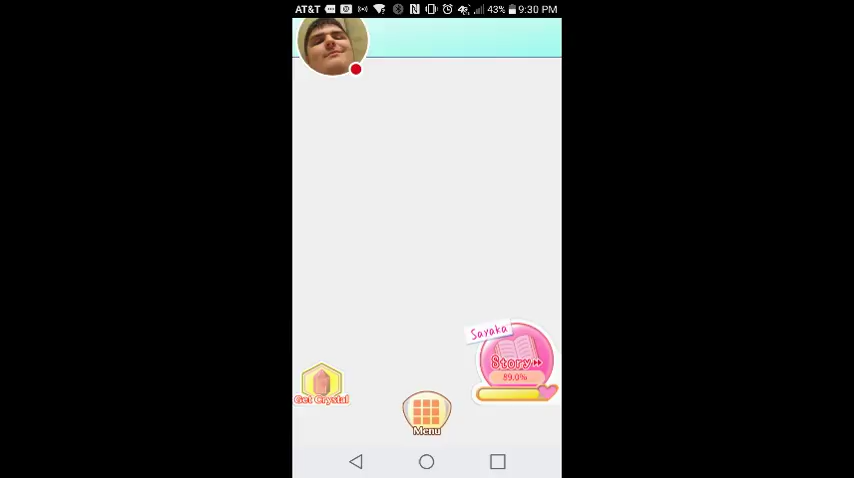 AT&T 43% 9:30 PM
Sayaka
Story
89.0%
Get Crystal
Menu